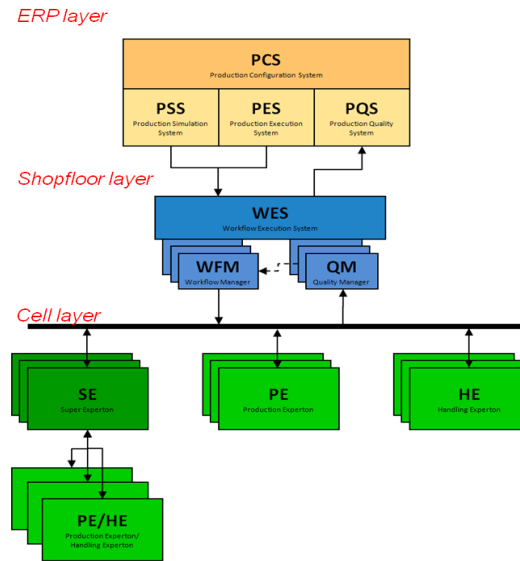 ERP layer
PCS
Production Configuration System
PSS
Production Simulation
System
PES
Production Execution
System
PQS
Production Quality
System
Shopfloor layer
WES
Workflow Execution System
WFM
Workflow Manager
QM
Quality Manager
Cell layer
SE
Super Experton
PE
Production Experton
HE
Handling Experton
PE/HE
Production Experton/
Handling Experton